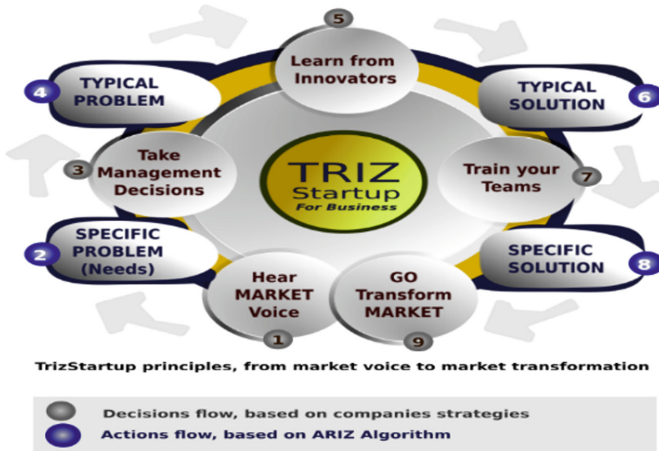 5
Learn from
Innovators
4
TYPICAL
PROBLEM
TYPICAL
SOLUTION
6
3
Take
Management
Decisions
TRIZ
Startup
For Business
Train your
Teams
7
2
SPECIFIC
PROBLEM
(Needs)
SPECIFIC
SOLUTION
8
Hear
MARKET
Voice
1
GO
Transform
MARKET
9
TrizStartup principles, from market voice to market transformation
Decisions flow, based on companies strategies
Actions flow, based on ARIZ Algorithm